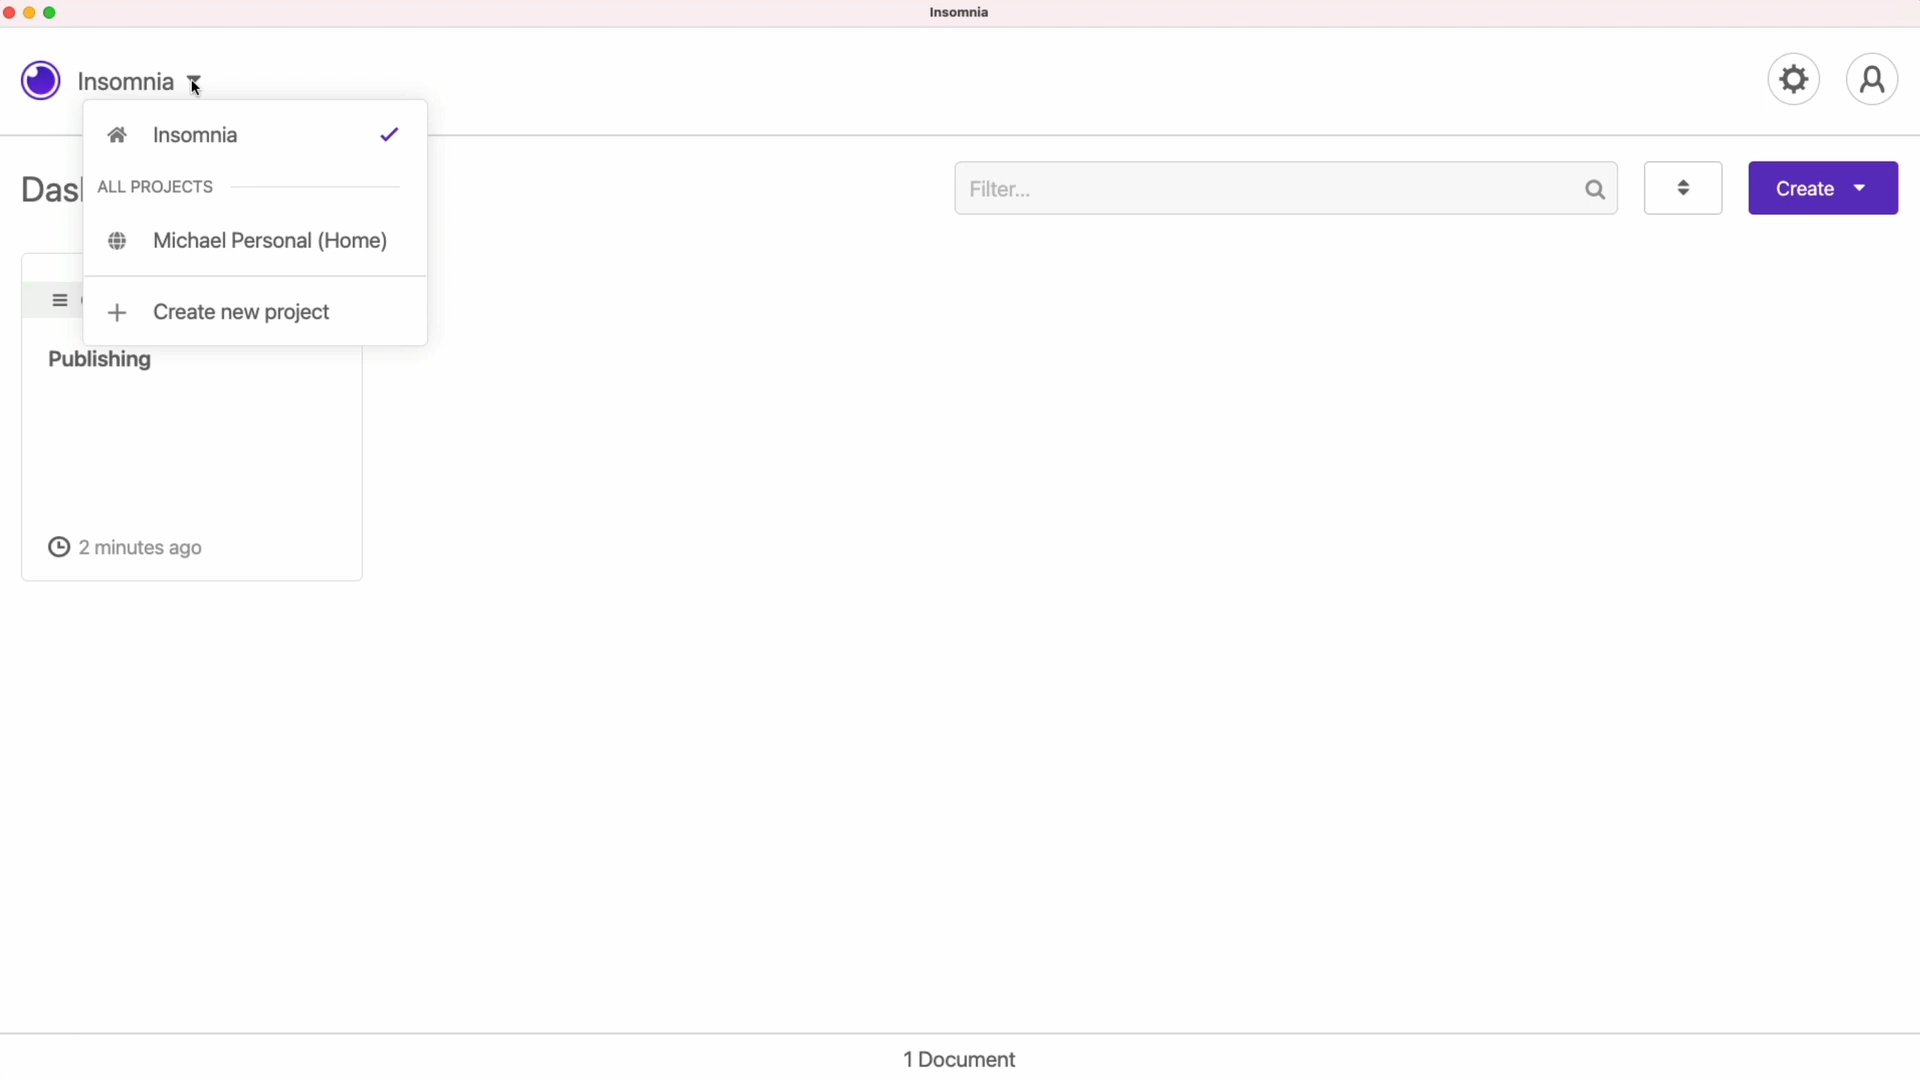 Insomnia
Insomnia
Insomnia
ALL PROJECTS
Michael Personal (Home)
Create new project
Filter...
Create
Publishing
2 minutes ago
1 Document